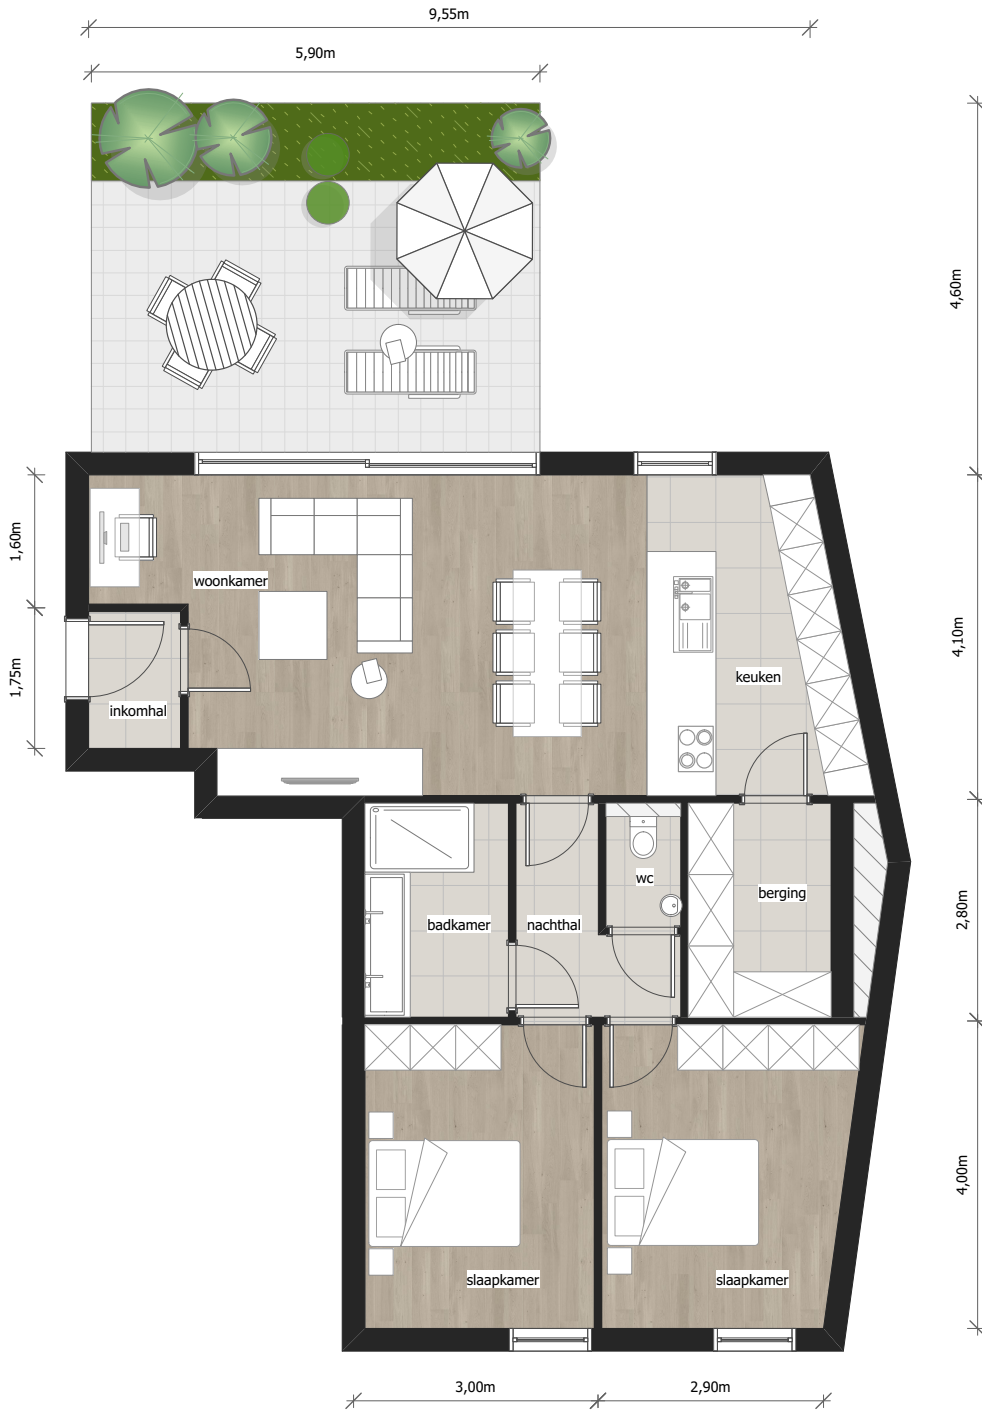 9,55m
5,90m
4,60m
1,60m
woonkamer
4,10m
1,75m
keuken
inkomhal
wc
berging
2,80m
badkamer
nachthal
4,00m
slaapkamer
slaapkamer
3,00m
2,90m